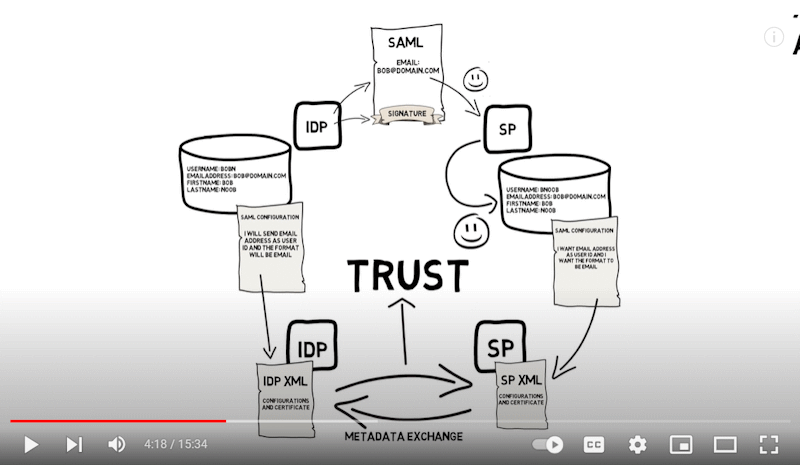 SAML
EMAIL:
BOB@DOMAIN.COM
SIGNATURE
IDP
SP
USERNAME:BOBN
EMAILADDRESS:BOB@DOMAIN.COM
FIRSTNAME:BOB
LASTNAME:NOOB
USERNAME:BNOOB
EMAILADDRESS:BOB@DOMAIN.COM
FIRSTNAME:BOB
LASTNAME:NOOB
SAML CONFIGURATION
I WILL SEND EMAIL
ADDRESS AS USER
ID AND THE FORMAT
WILL BE EMAIL
SAML CONFIGURATION
I WANT EMAIL ADDRESS
AS USER ID AND I
WANT THE FORMAT TO
BE EMAIL
TRUST
IDP
SP
IDP XML
CONFIGURATIONS
AND CERTIFICATE
SP XML
CONFIGURATIONS
AND CERTIFICATE
METADATA EXCHANGE
4:18 / 15:34
CC